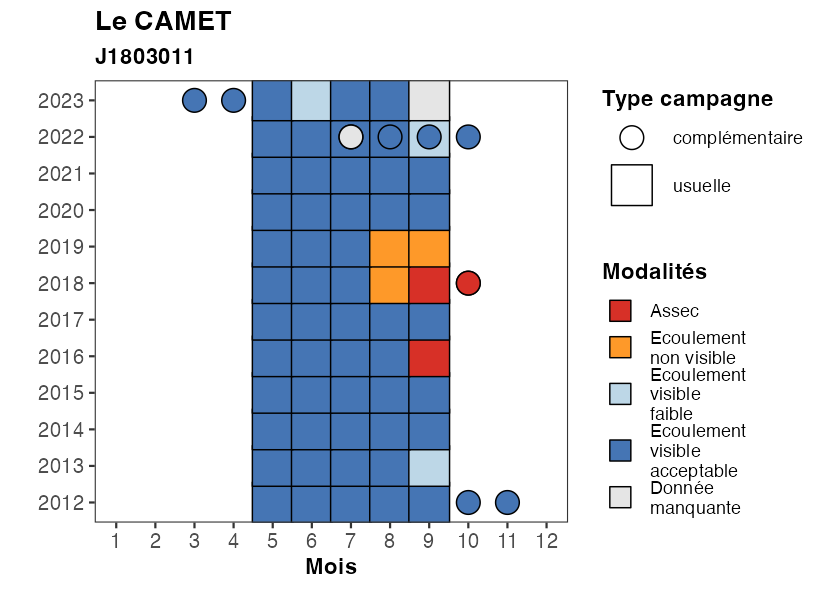 Le CAMET
J1803011
2023
2022
2021
2020
2019
2018
2017
2016
2015
2014
2013
2012
1 2 3 4 5 6 7 8 9 10 11 12
Mois
Type campagne
complémentaire
usuelle
Modalités
Assec
Ecoulement
non visible
Ecoulement
visible
faible
Ecoulement
visible
acceptable
Donnée
manquante